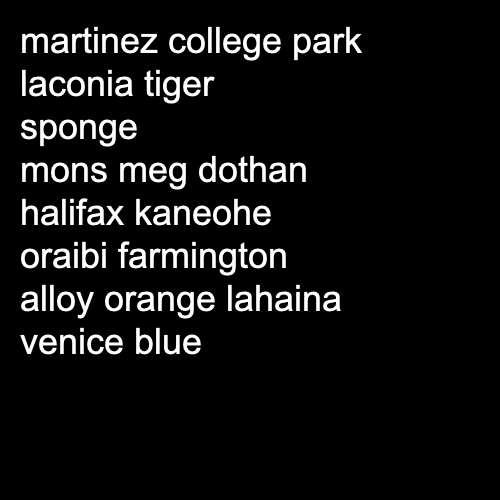 martinez college park
laconia tiger
sponge
mons meg dothan
halifax kaneohe
oraibi farmington
alloy orange lahaina
venice blue